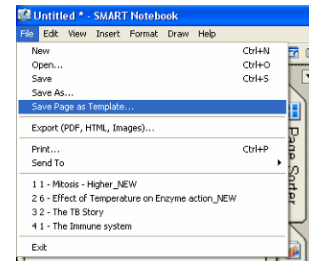 Untitled * - SMART Notebook
File Edit View Insert Format Draw Help
New Ctrl+N
Open... Ctrl+O
Save Ctrl+S
Save As...
Save Page as Template...
Export (PDF, HTML, Images)...
Print... Ctrl+P
Send To
1 1 - Mitosis - Higher_NEW
2 6 - Effect of Temperature on Enzyme action_NEW
3 2 - The TB Story
4 1 - The Immune system
Exit
Page Sorter